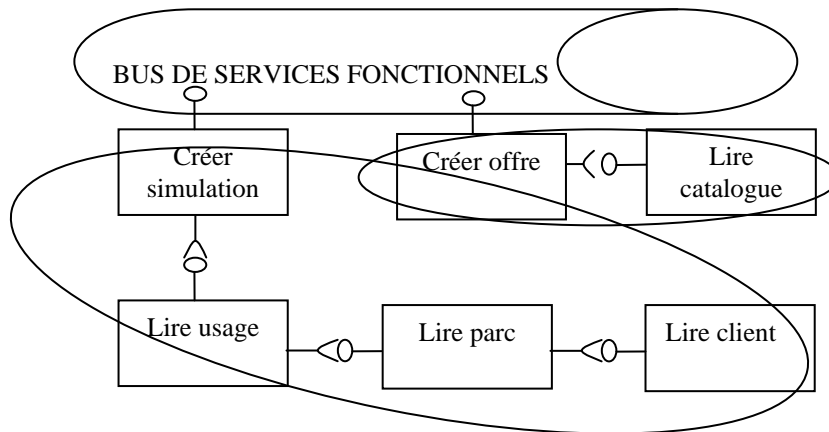 BUS DE SERVICES FONCTIONNELS
Créer
simulation
Créer offre
Lire
catalogue
Lire usage
Lire parc
Lire client